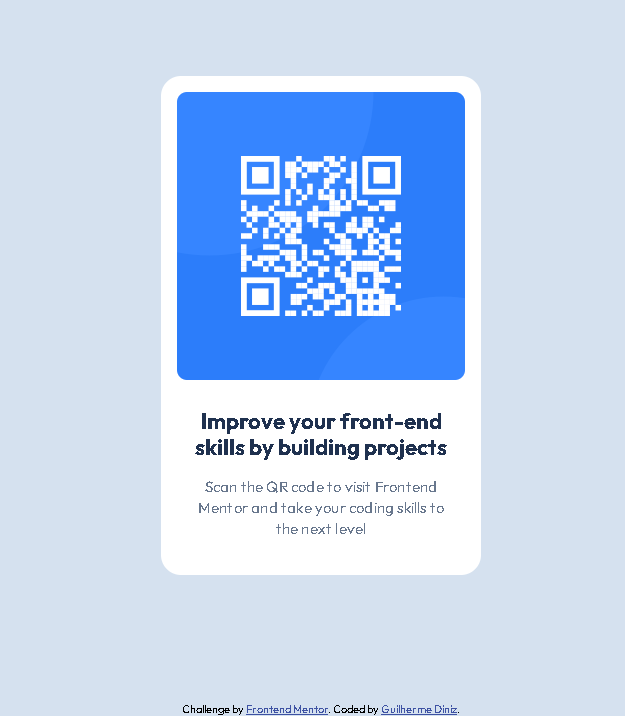 Improve your front-end
skills by building projects
Scan the QR code to visit Frontend
Mentor and take your coding skills to
the next level
Challenge by Frontend Mentor. Coded by Guilherme Diniz.